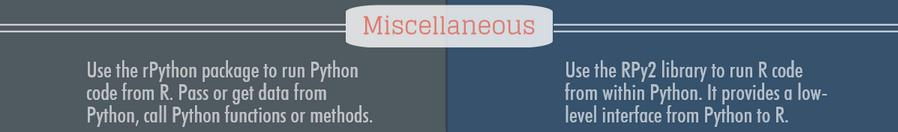 Miscellaneous
Use the rPython package to run Python
code from R. Pass or get data from
Python, call Python functions or methods.
Use the RPy2 library to run R code
from within Python. It provides a low-
level interface from Python to R.